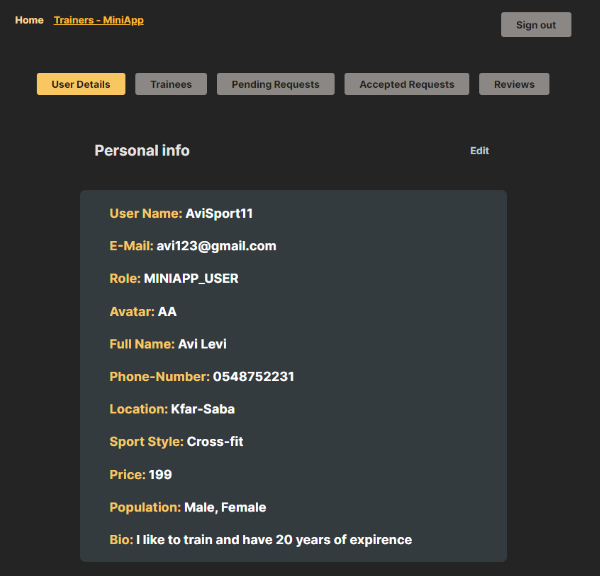 Home Trainers - MiniApp Sign out
User Details Trainees Pending Requests Accepted Requests Reviews
Personal info Edit
User Name: AviSport11
E-Mail: avi123@gmail.com
Role: MINIAPP_USER
Avatar: AA
Full Name: Avi Levi
Phone-Number: 0548752231
Location: Kfar-Saba
Sport Style: Cross-fit
Price: 199
Population: Male, Female
Bio: I like to train and have 20 years of expirence